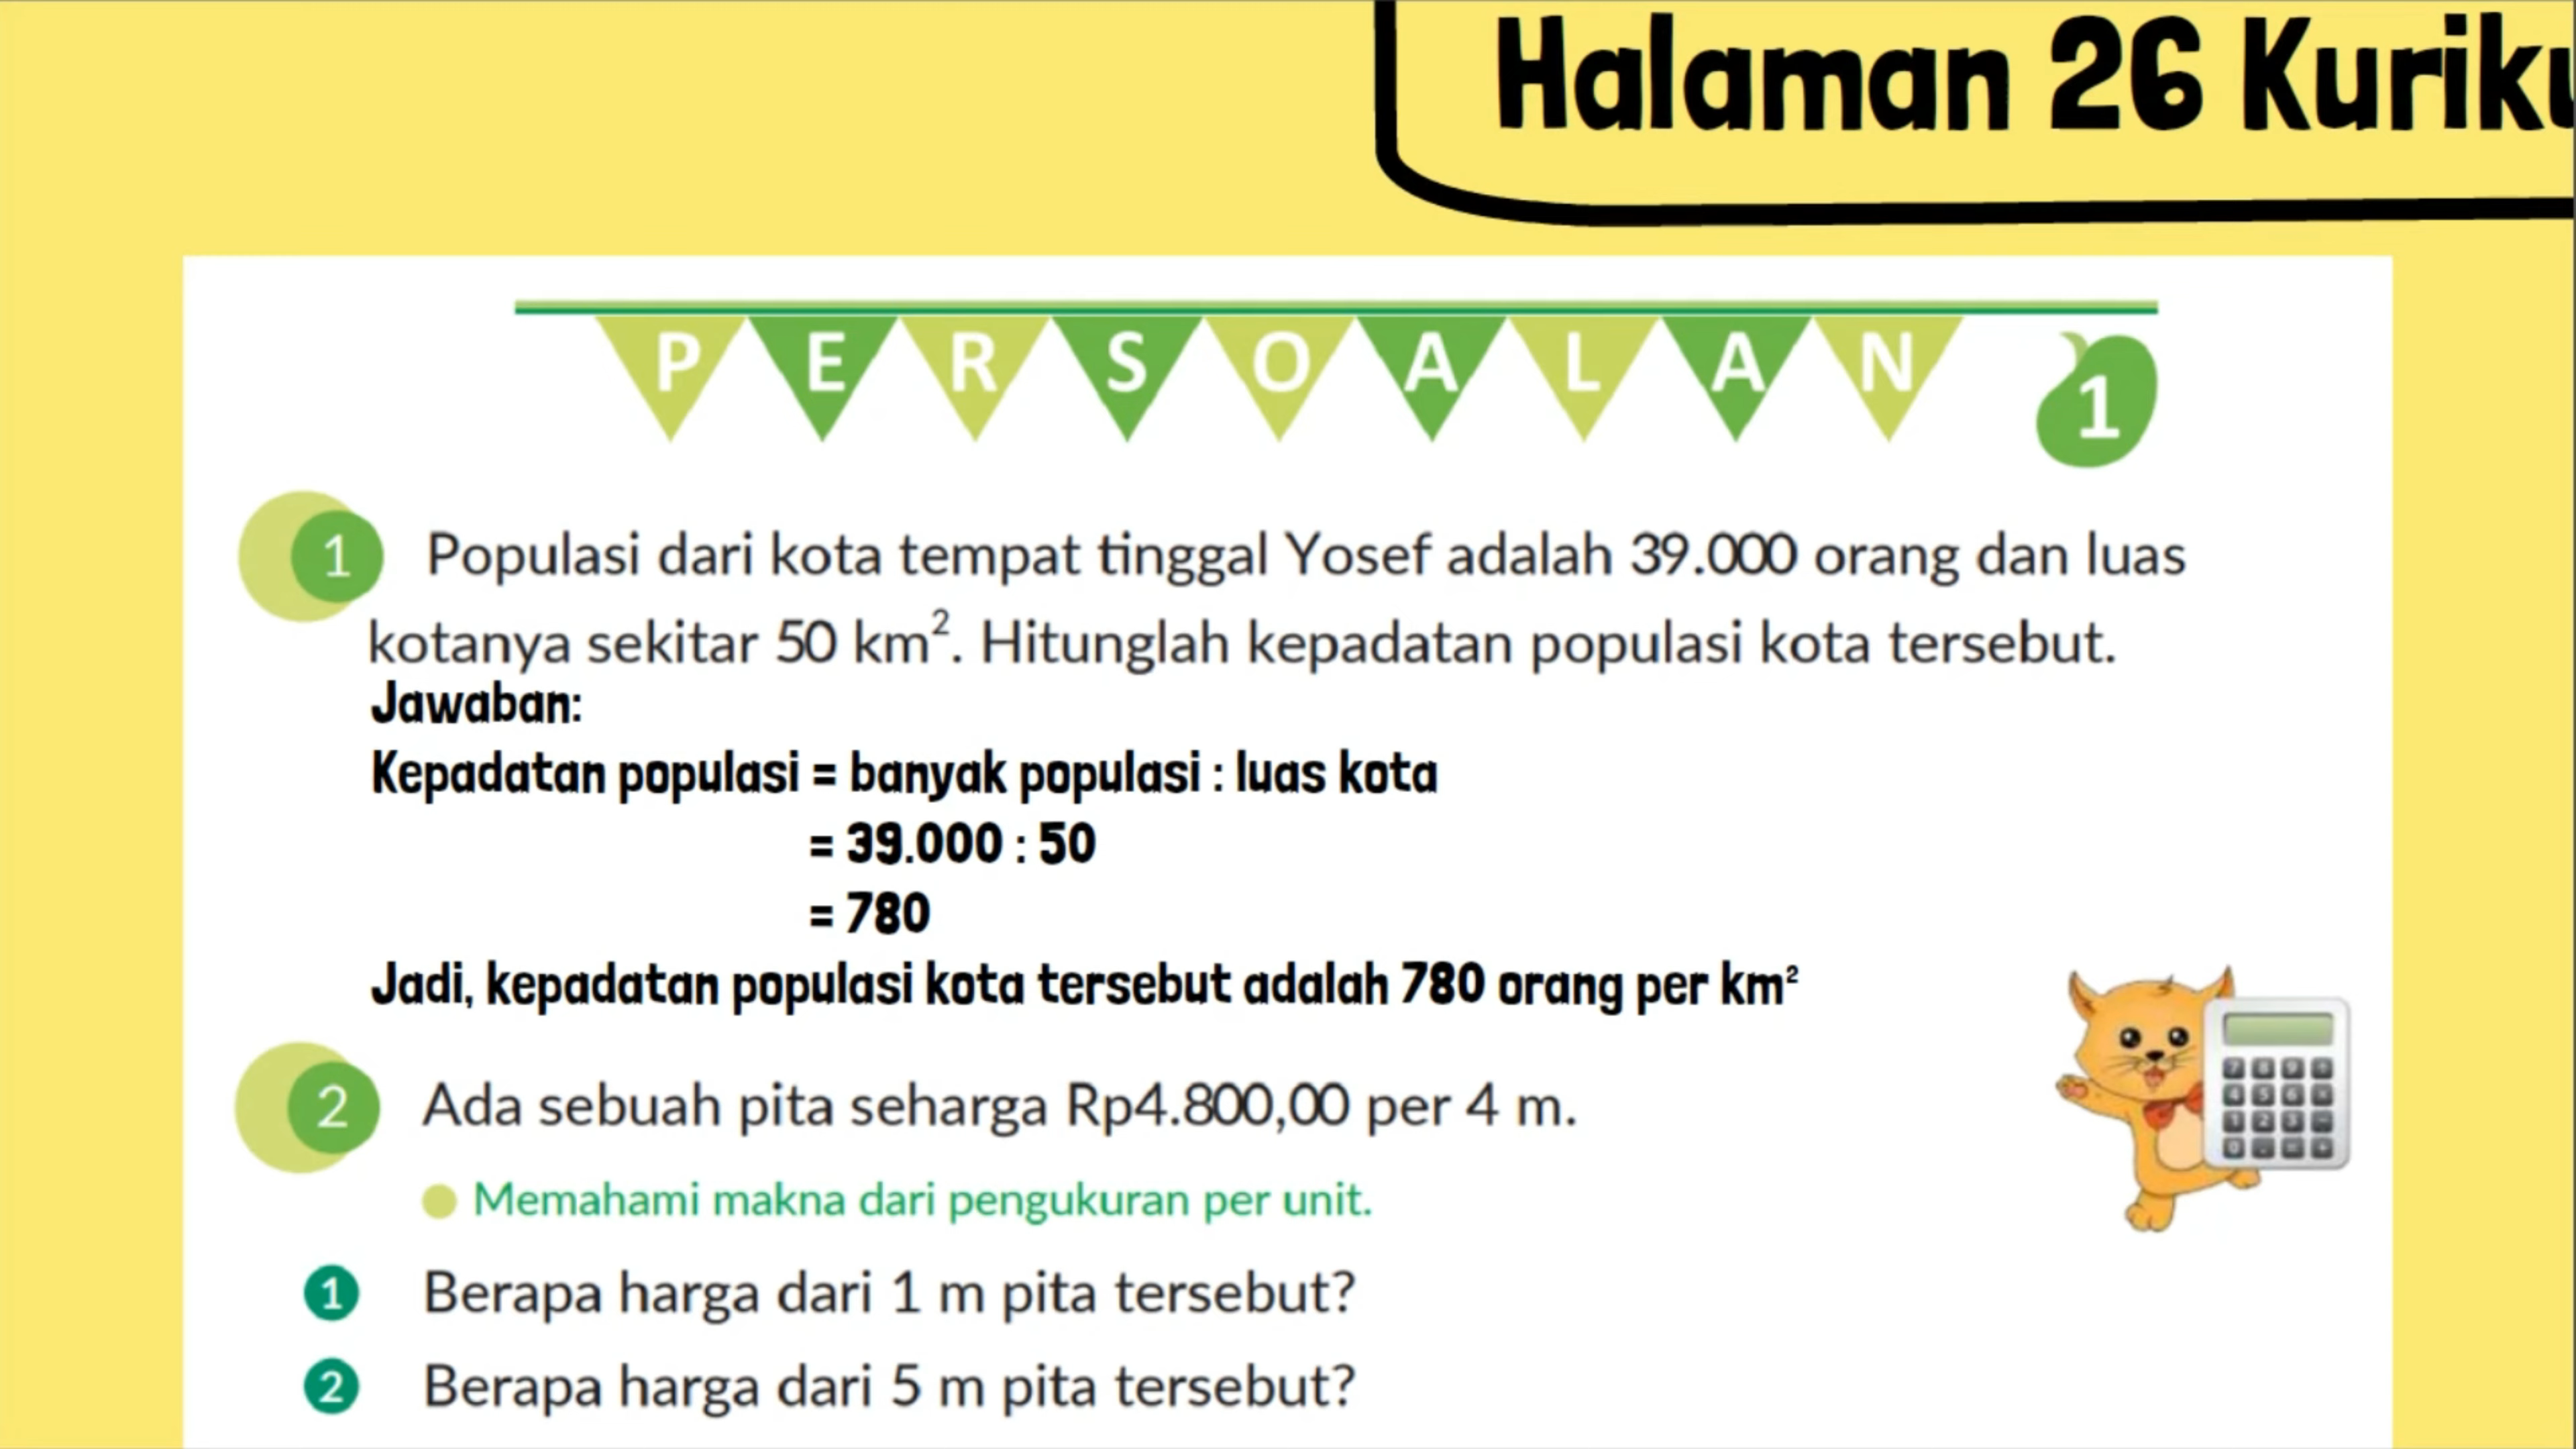 Halaman 26
PERSOALAN 1
1 Populasi dari kota tempat tinggal Yosef adalah 39.000 orang dan luas
kotanya sekitar 50 km². Hitunglah kepadatan populasi kota tersebut.
Jawaban:
Kepadatan populasi = banyak populasi : luas kota
= 39.000 : 50
= 780
Jadi, kepadatan populasi kota tersebut adalah 780 orang per km²
2 Ada sebuah pita seharga Rp4.800,00 per 4 m.
Memahami makna dari pengukuran per unit.
1 Berapa harga dari 1 m pita tersebut?
2 Berapa harga dari 5 m pita tersebut?